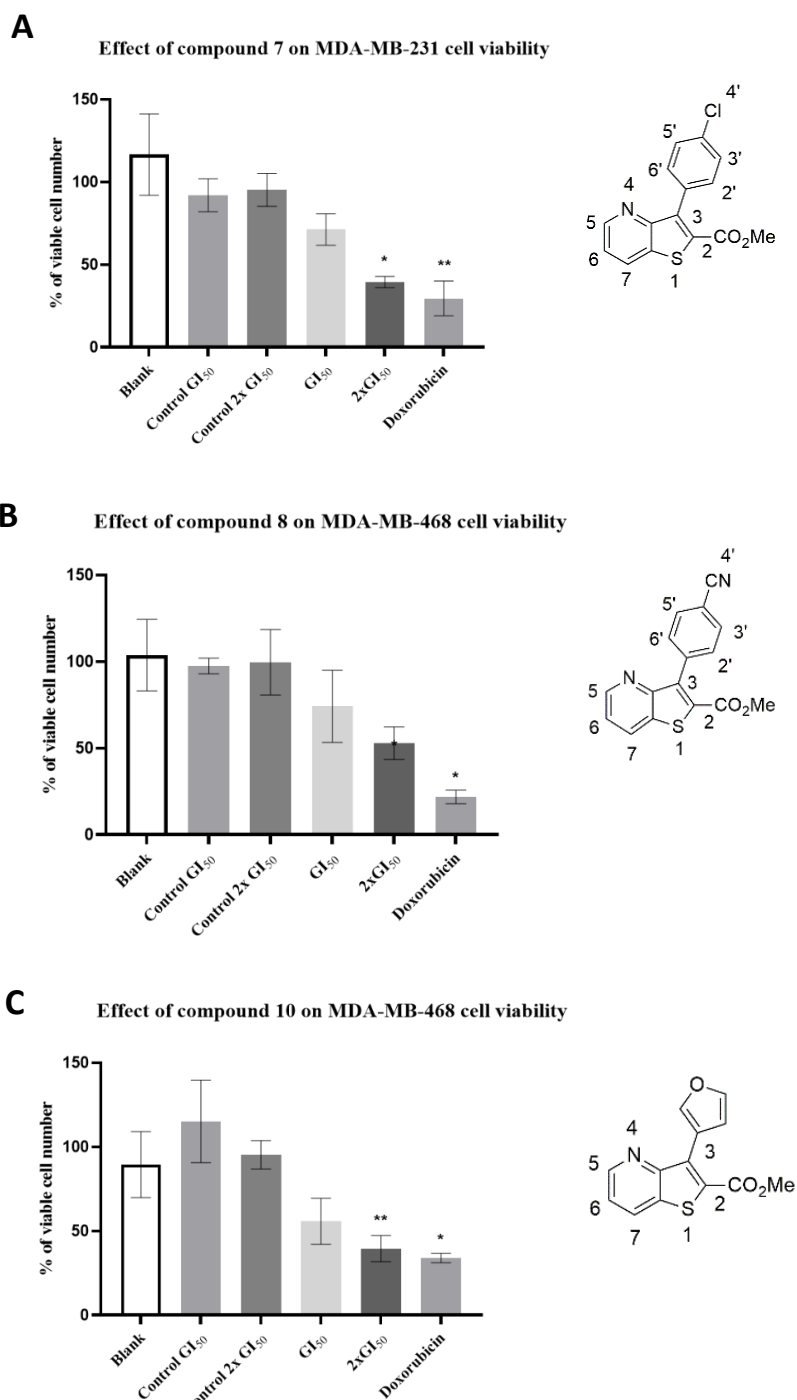 A
Effect of compound 7 on MDA-MB-231 cell viability
% of viable cell number
150
100
50
0
*
**
Blank
Control GI50
Control 2x GI50
GI50
2xGI50
Doxorubicin
4'
Cl
5'
3'
6'
2'
4
N
3
5
CO2Me
2
6
S
7
1
B
Effect of compound 8 on MDA-MB-468 cell viability
% of viable cell number
150
100
50
0
*
*
Blank
Control GI50
Control 2x GI50
GI50
2xGI50
Doxorubicin
4'
CN
5'
3'
6'
2'
N
3
5
CO2Me
2
6
S
7
1
C
Effect of compound 10 on MDA-MB-468 cell viability
% of viable cell number
150
100
50
0
**
*
Blank
Control GI50
ontrol 2x GI50
GI50
2xGI50
Doxorubicin
O
4
3
N
5
CO2Me
2
6
S
7
1